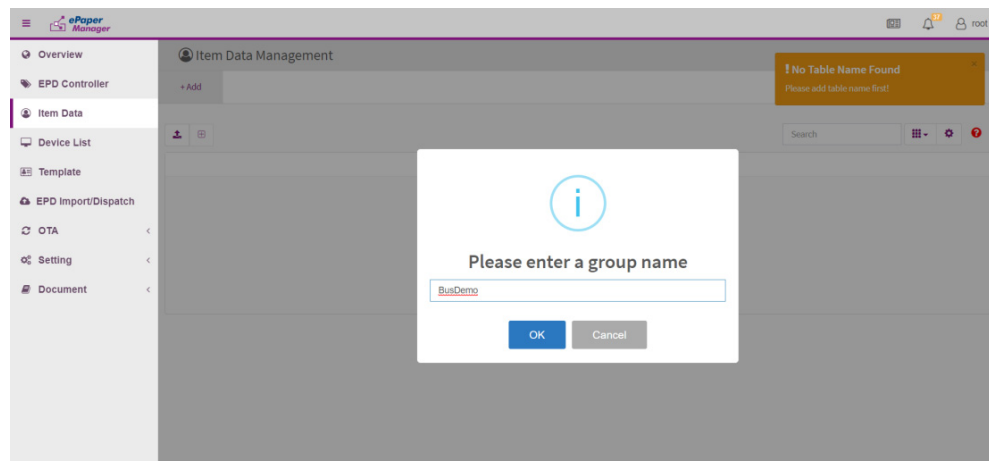 ePaper
Manager
root
Overview
EPD Controller
Item Data
Device List
Template
EPD Import/Dispatch
OTA
Setting
Document
Item Data Management
+ Add
! No Table Name Found
Please add table name first!
Search
Please enter a group name
BusDemo
OK
Cancel